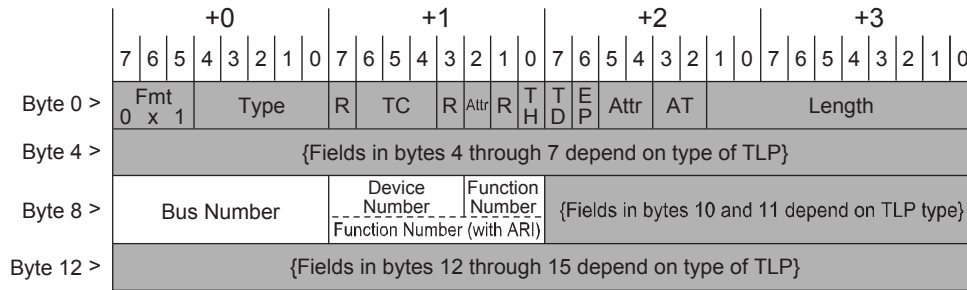 +0 +1 +2 +3
7 6 5 4 3 2 1 0 7 6 5 4 3 2 1 0 7 6 5 4 3 2 1 0 7 6 5 4 3 2 1 0
Byte 0 > Fmt 0 x 1 Type R TC R Attr R TH TD EP Attr AT Length
Byte 4 > {Fields in bytes 4 through 7 depend on type of TLP}
Byte 8 > Bus Number Device Number Function Number {Fields in bytes 10 and 11 depend on TLP type}
Function Number (with ARI)
Byte 12 > {Fields in bytes 12 through 15 depend on type of TLP}